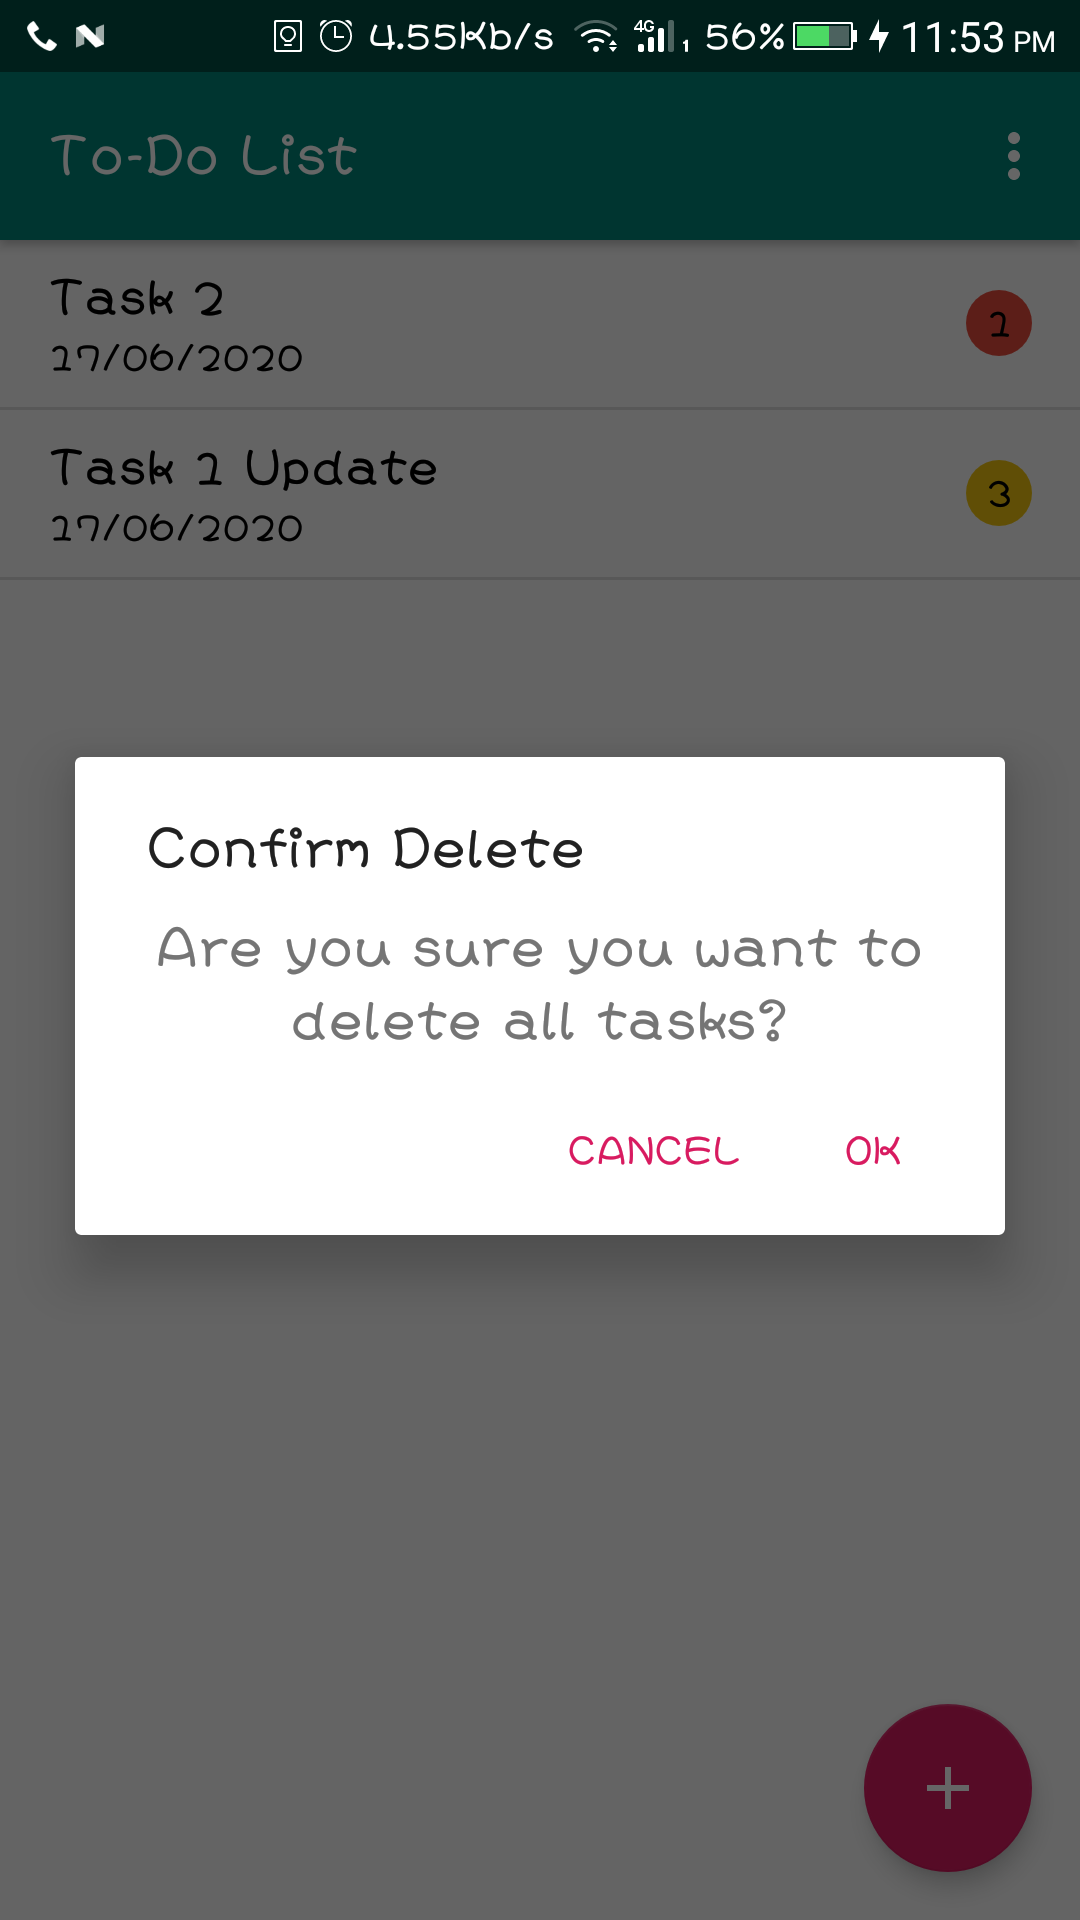 4.55Kb/s 4G 1 56% 11:53 PM
To-Do List
Task 2
17/06/2020
1
Task 1 Update
17/06/2020
3
Confirm Delete
Are you sure you want to
delete all tasks?
CANCEL OK